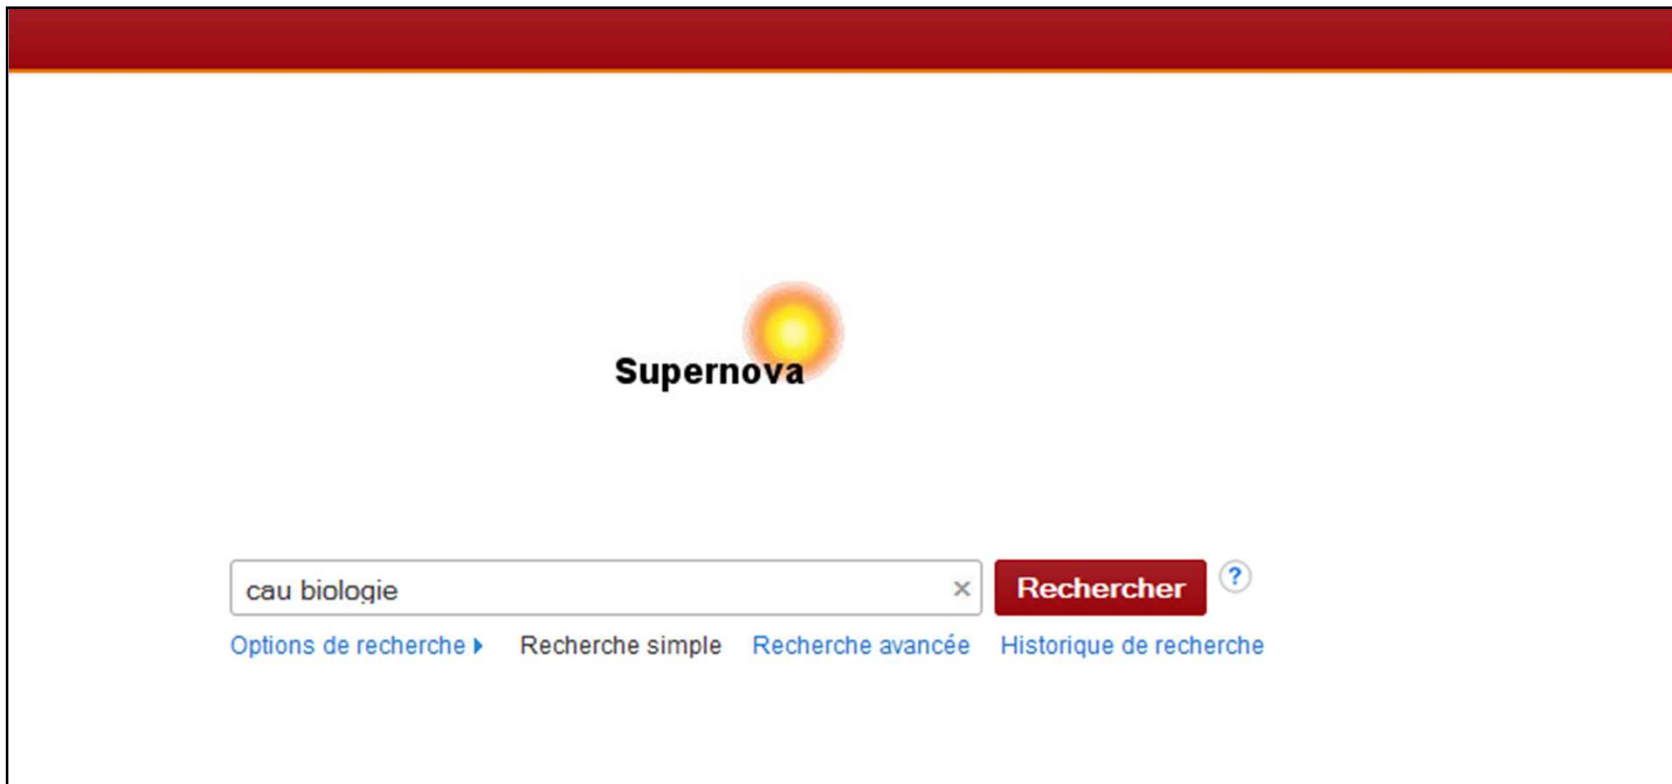 Supernova
cau biologie × Rechercher ?
Options de recherche Recherche simple Recherche avancée Historique de recherche